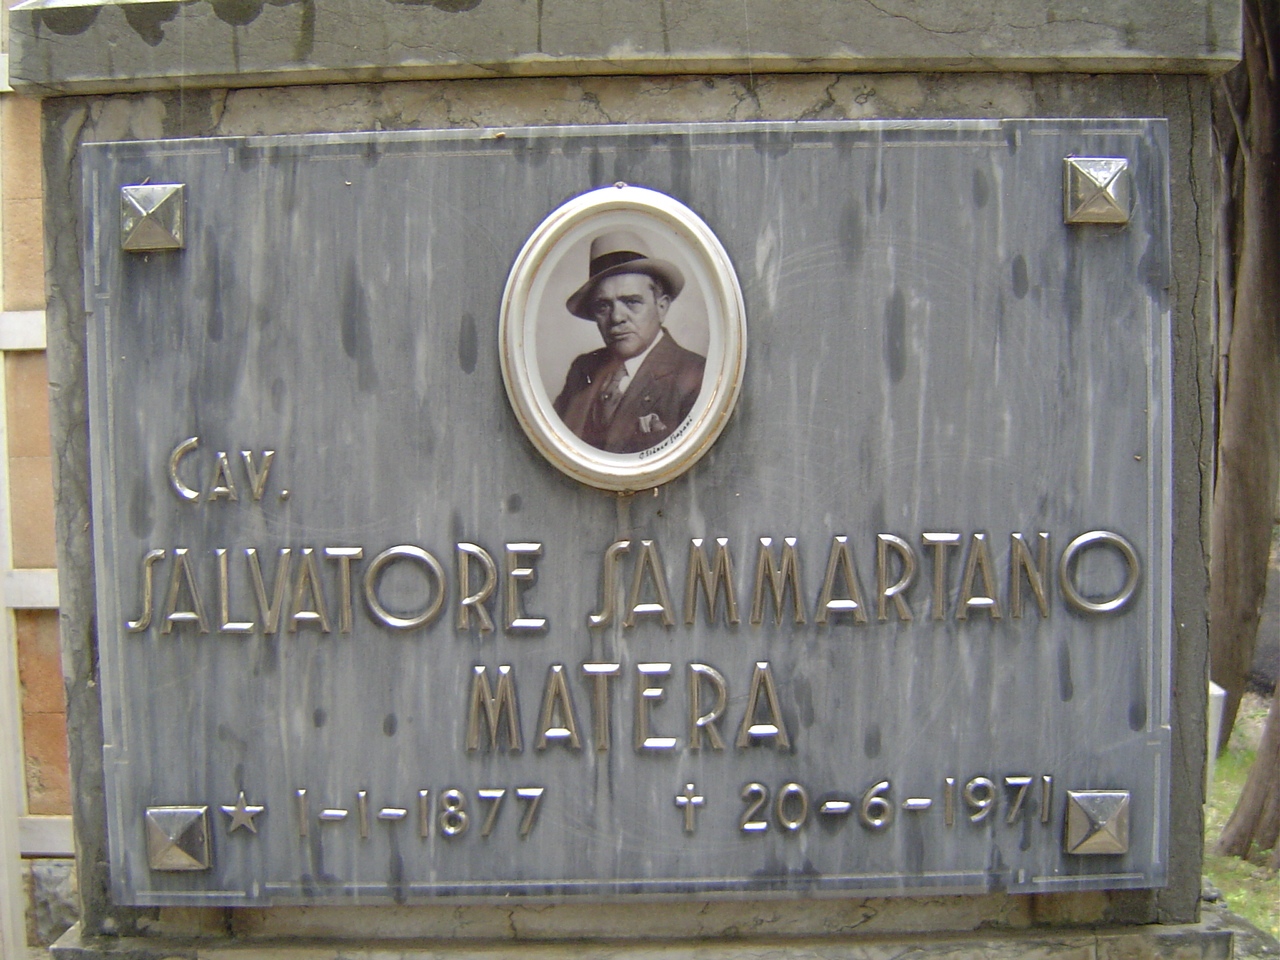 CAV.
SALVATORE SAMMARTANO
MATERA
★ 1-1-1877 ✝ 20-6-1971